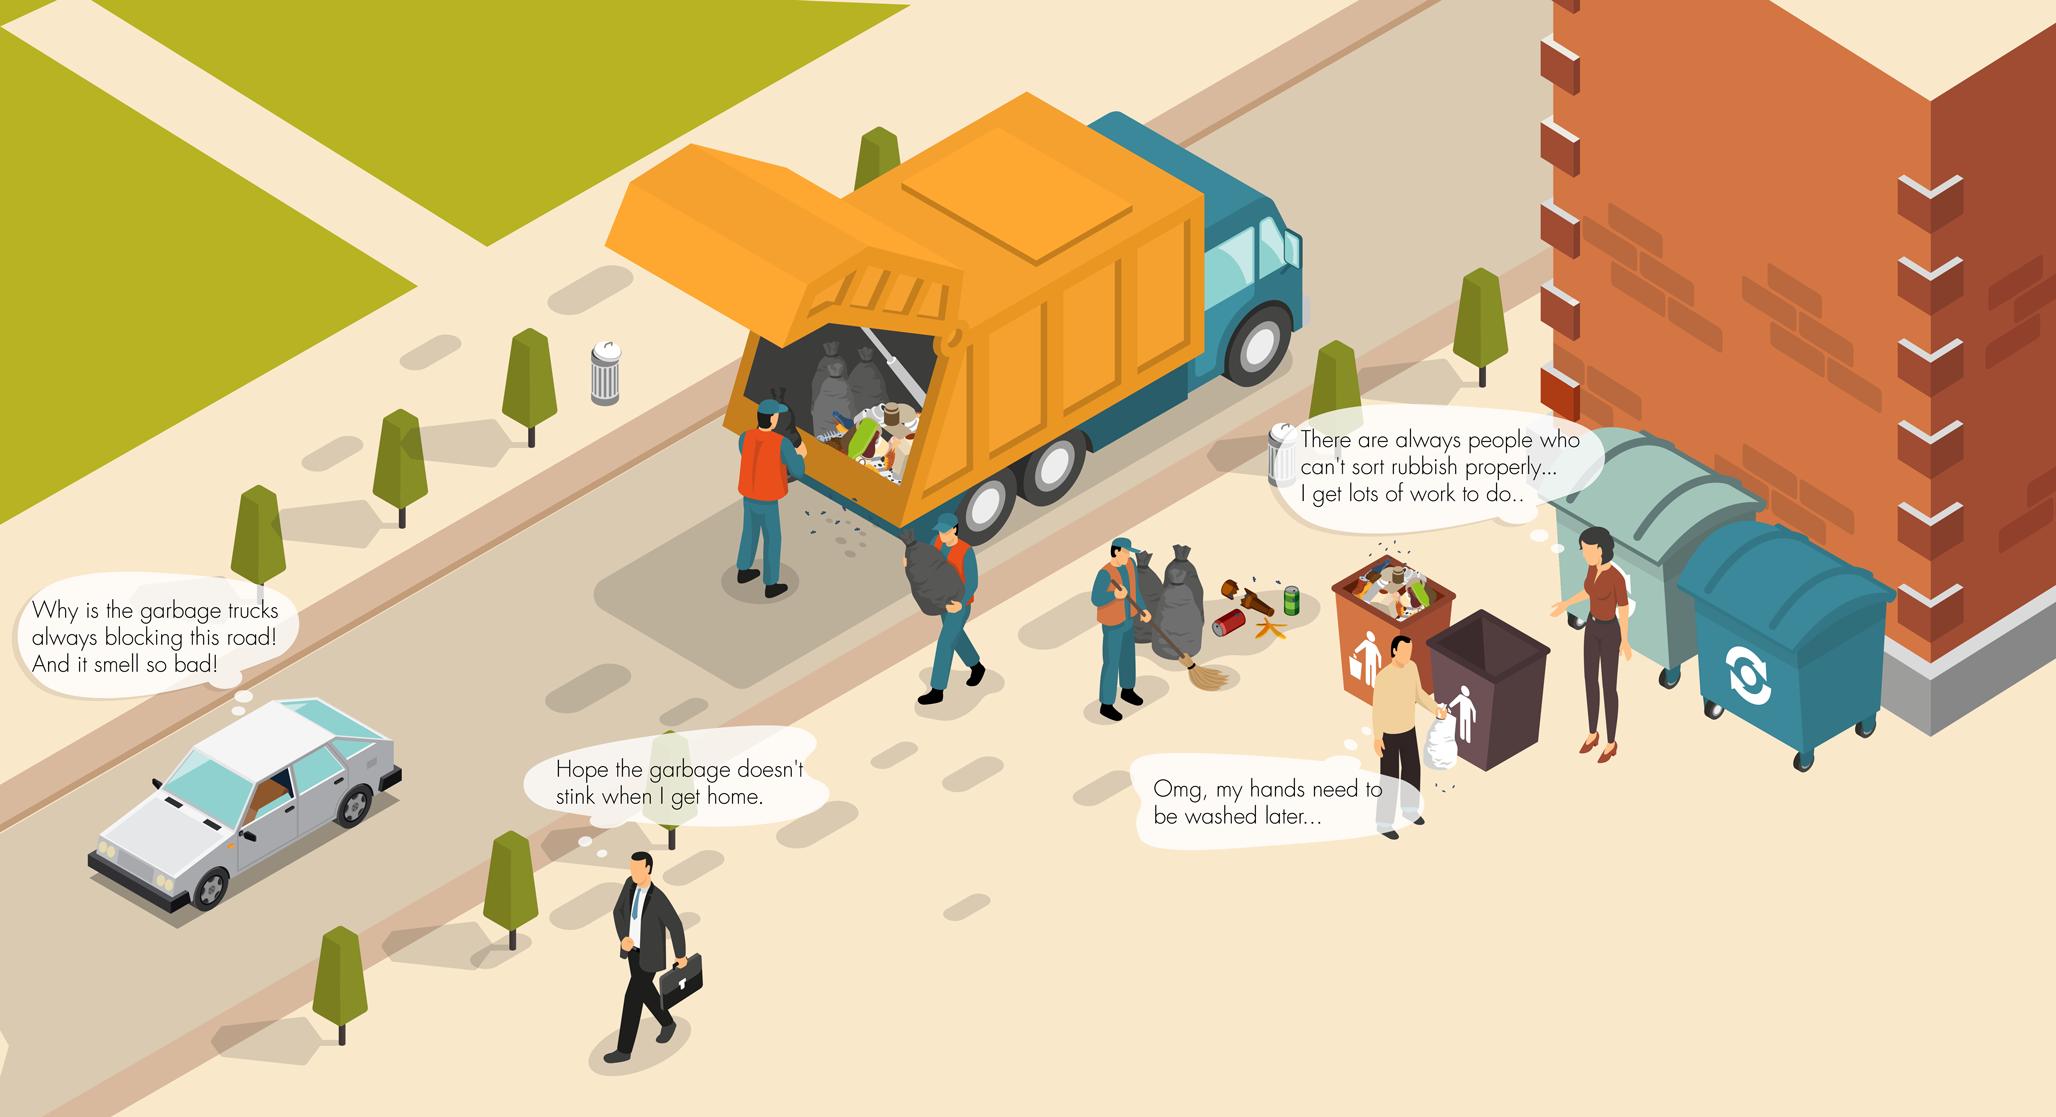 There are always people who
can't sort rubbish properly...
I get lots of work to do..
Why is the garbage trucks
always blocking this road!
And it smell so bad!
Hope the garbage doesn't
stink when I get home.
Omg, my hands need to
be washed later...